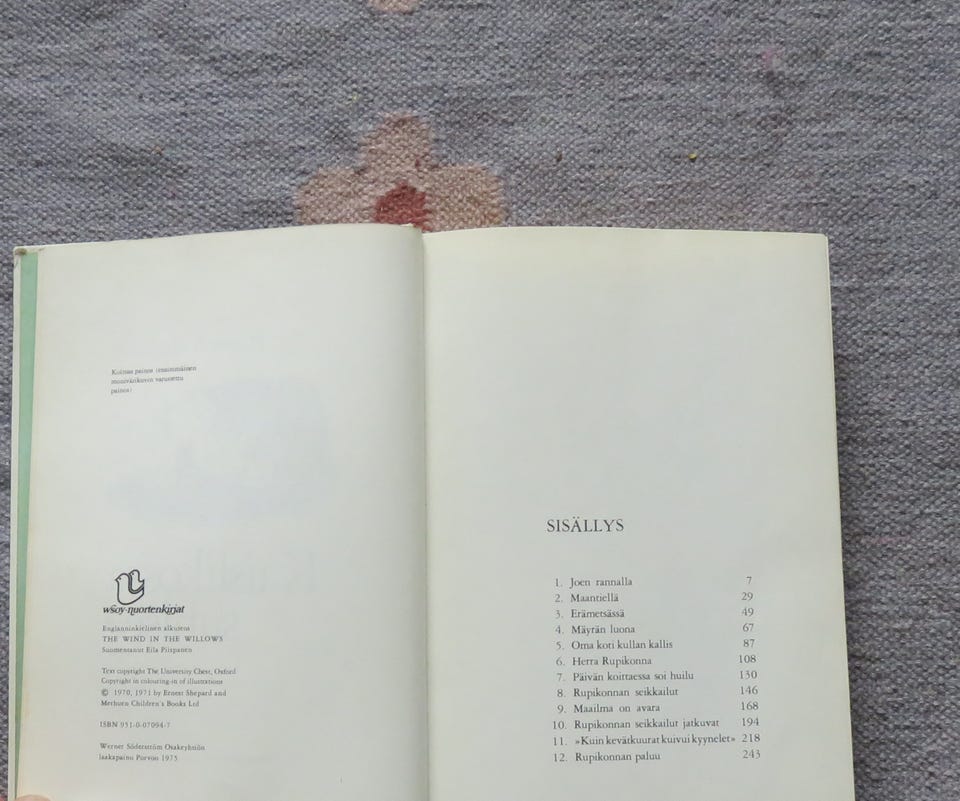 Kolmas painos (ensimmäinen
monivärikuvin varustettu
painos)
wsoy-nuortenkirjat
Englanninkielinen alkuteos
THE WIND IN THE WILLOWS
Suomentanut Eila Piispanen
Text copyright The University Chest, Oxford
Copyright in colouring-in of illustrations
© 1970, 1971 by Ernest Shepard and
Methuen Children's Books Ltd
ISBN 951-0-07094-7
Werner Söderström Osakeyhtiön
laakapaino Porvoo 1975
SISÄLLYS
1. Joen rannalla 7
2. Maantiellä 29
3. Erämetsässä 49
4. Mäyrän luona 67
5. Oma koti kullan kallis 87
6. Herra Rupikonna 108
7. Päivän koittaessa soi huilu 130
8. Rupikonnan seikkailut 146
9. Maailma on avara 168
10. Rupikonnan seikkailut jatkuvat 194
11. »Kuin kevätkuurat kuivui kyynelet» 218
12. Rupikonnan paluu 243